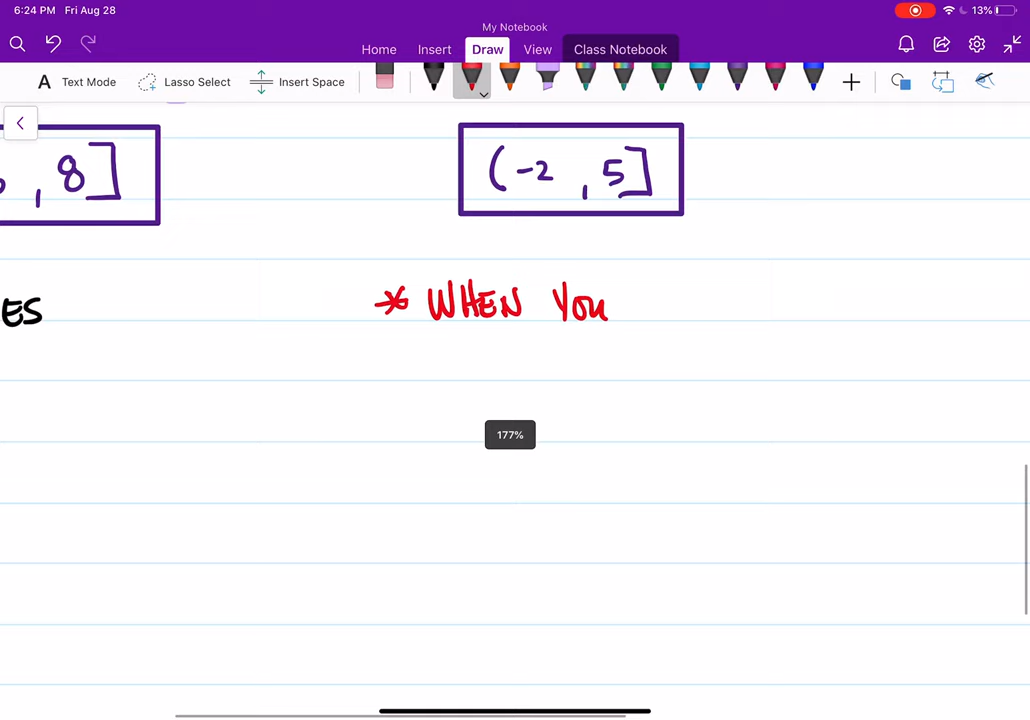 6:24 PM Fri Aug 28
13%
My Notebook
Home Insert Draw View Class Notebook
A Text Mode Lasso Select Insert Space
, 8]
(-2 , 5]
ES
* WHEN YOU
177%